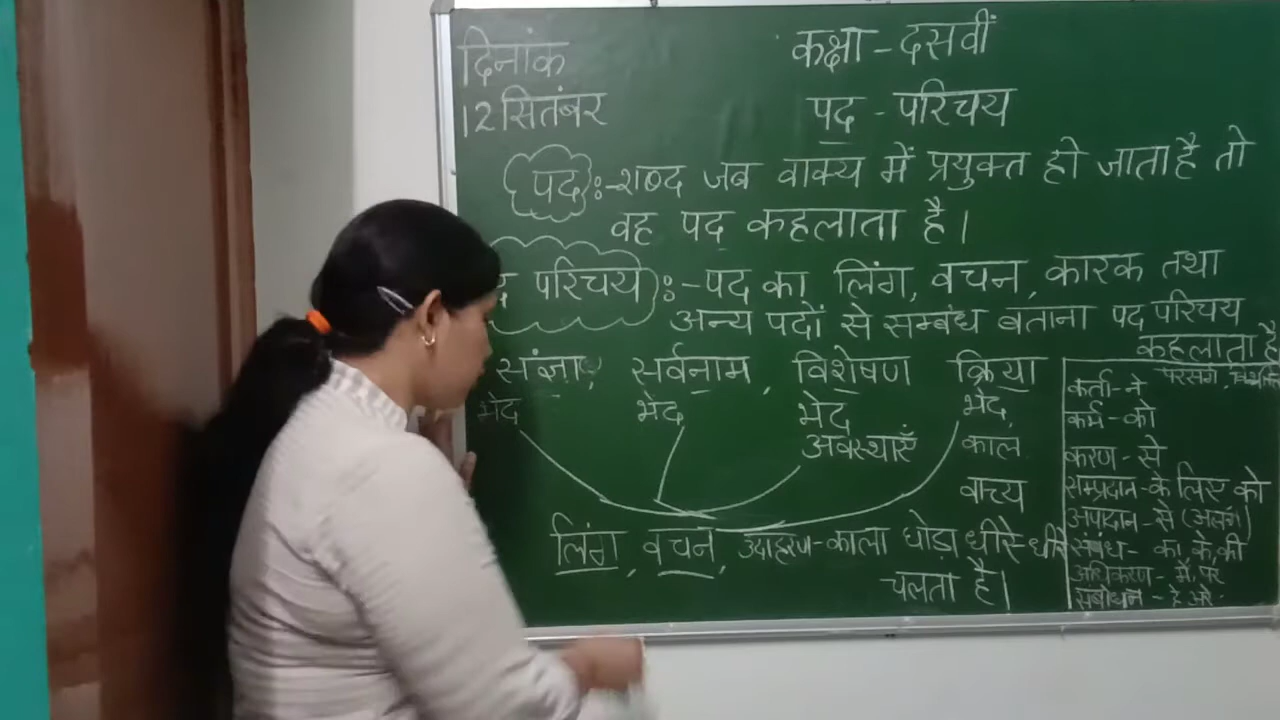 दिनांक
12 सितंबर
कक्षा - दसवीं
पद - परिचय
पद :- शब्द जब वाक्य में प्रयुक्त हो जाता है तो
वह पद कहलाता है।
द परिचय :- पद का लिंग, वचन, कारक तथा
अन्य पदों से सम्बंध बताना पद परिचय
कहलाता है
संज्ञा, सर्वनाम, विशेषण क्रिया
भेद भेद भेद भेद
अवस्थाएँ काल
वाच्य
लिंग, वचन, उदाहरण - काला घोड़ा धीरे-धीरे
चलता है।
परसर्ग,
कर्ता - ने
कर्म - को
करण - से
सम्प्रदान - के लिए को
अपादान - से (अलग)
संबंध - का, के, की
अधिकरण - में, पर
संबोधन - हे अरे